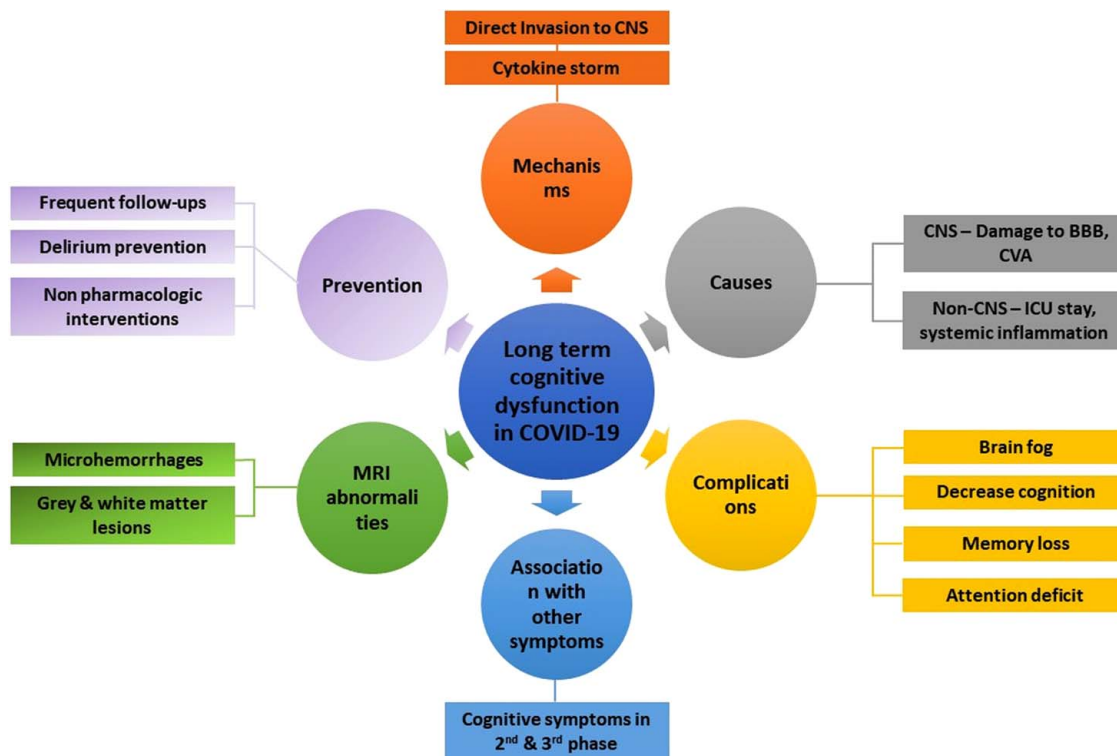 Direct Invasion to CNS
Cytokine storm
Mechanis
ms
Frequent follow-ups
Delirium prevention
Non pharmacologic
interventions
Prevention
Causes
CNS – Damage to BBB,
CVA
Non-CNS – ICU stay,
systemic inflammation
Long term
cognitive
dysfunction
in COVID-19
Microhemorrhages
Grey & white matter
lesions
MRI
abnormali
ties
Complicati
ons
Brain fog
Decrease cognition
Memory loss
Attention deficit
Associatio
n with
other
symptoms
Cognitive symptoms in
2nd & 3rd phase